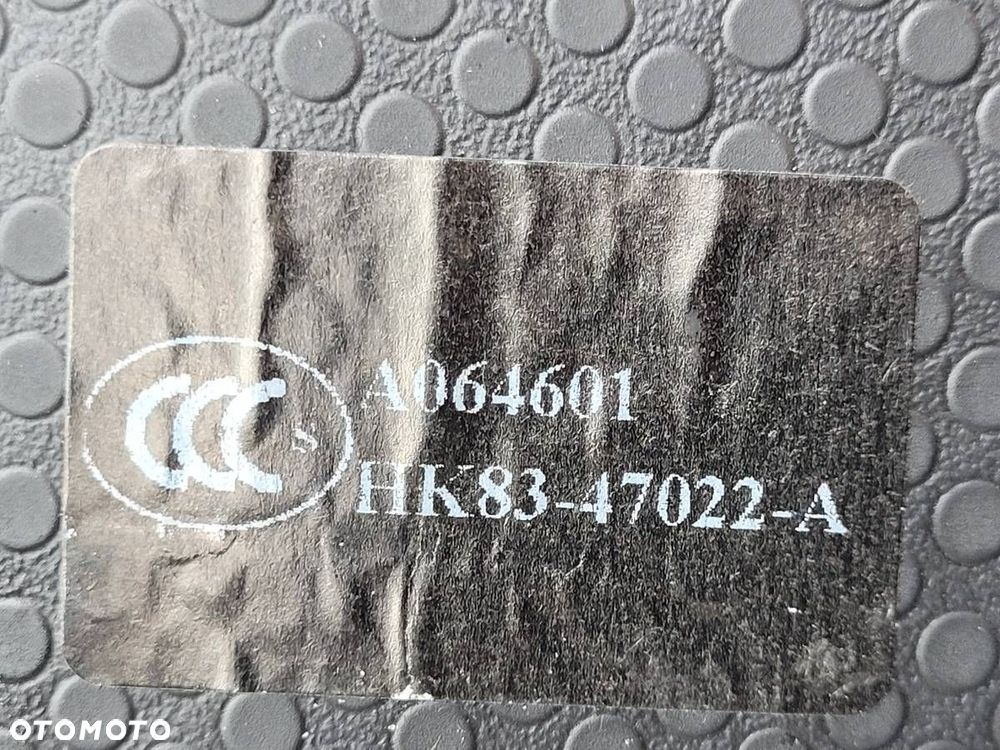 CCC
S
A064601
HK83-47022-A
OTOMOTO